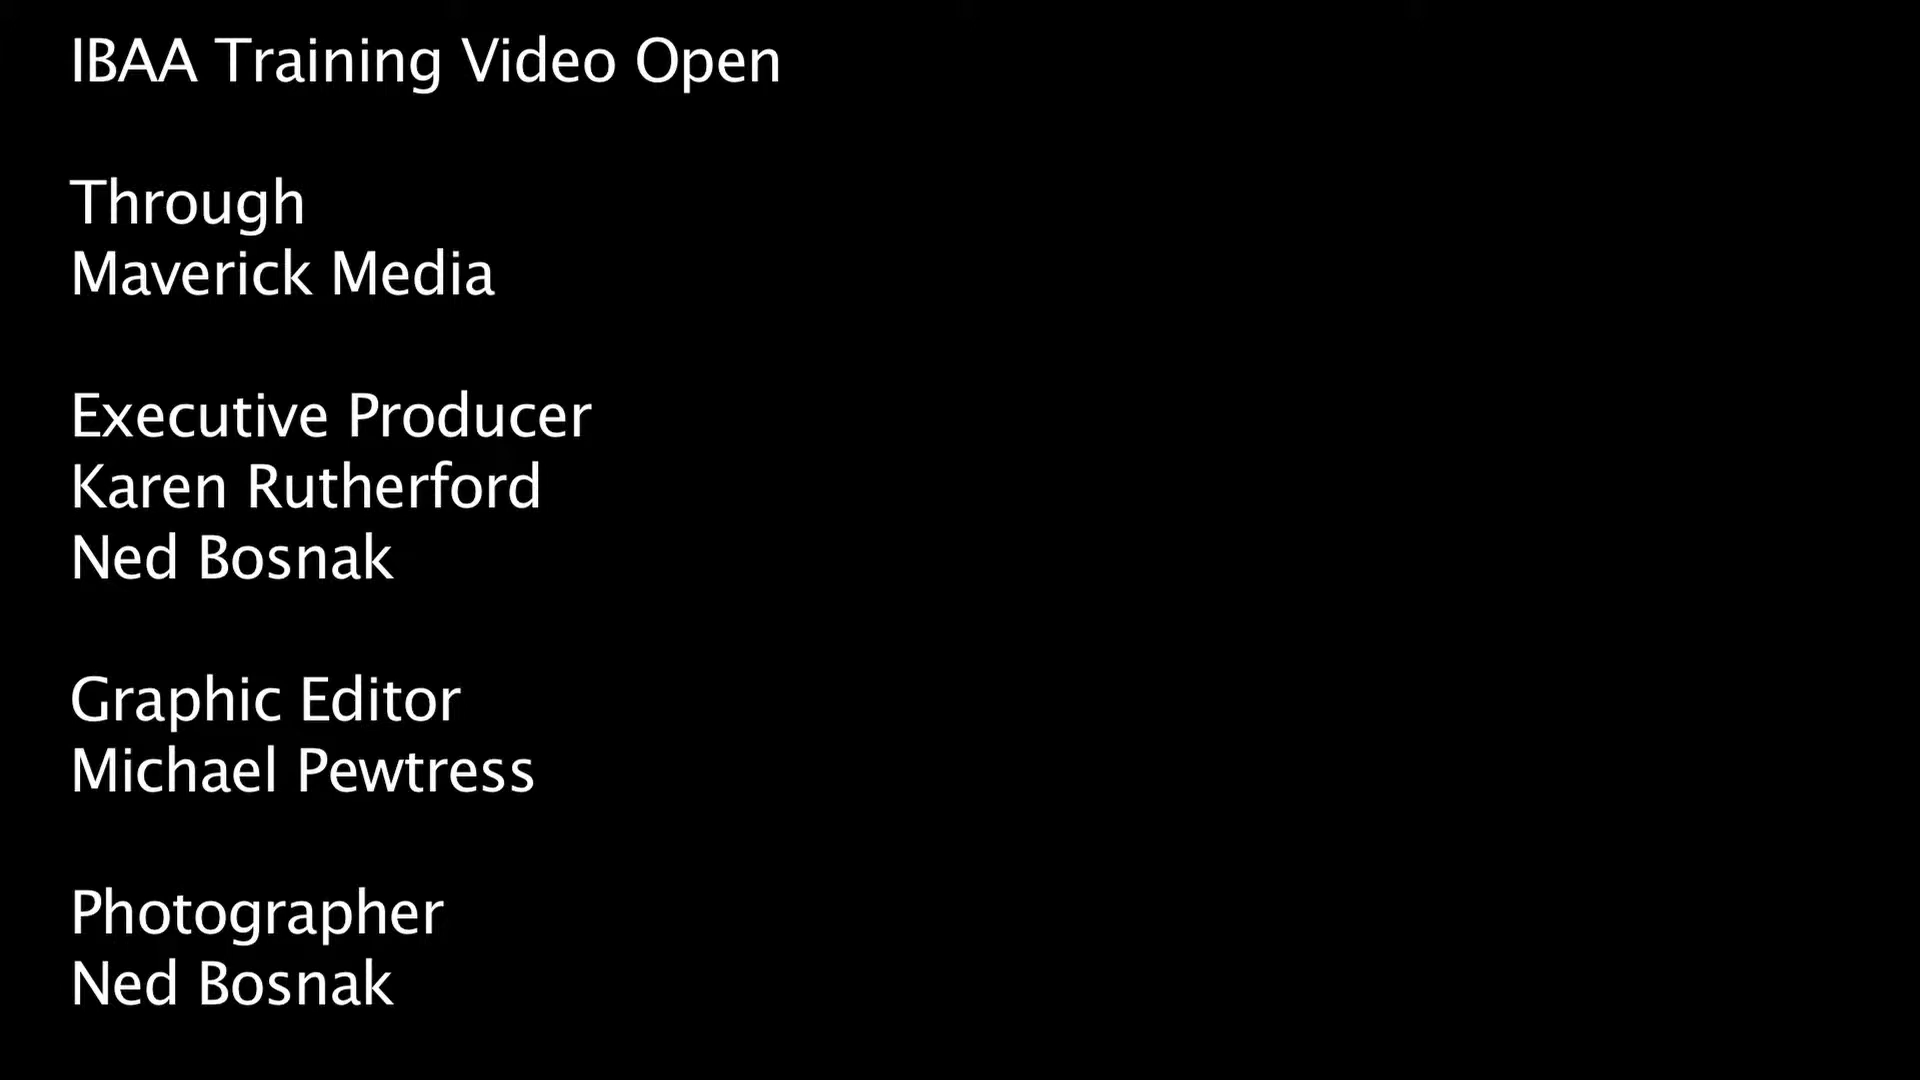 IBAA Training Video Open
Through
Maverick Media
Executive Producer
Karen Rutherford
Ned Bosnak
Graphic Editor
Michael Pewtress
Photographer
Ned Bosnak